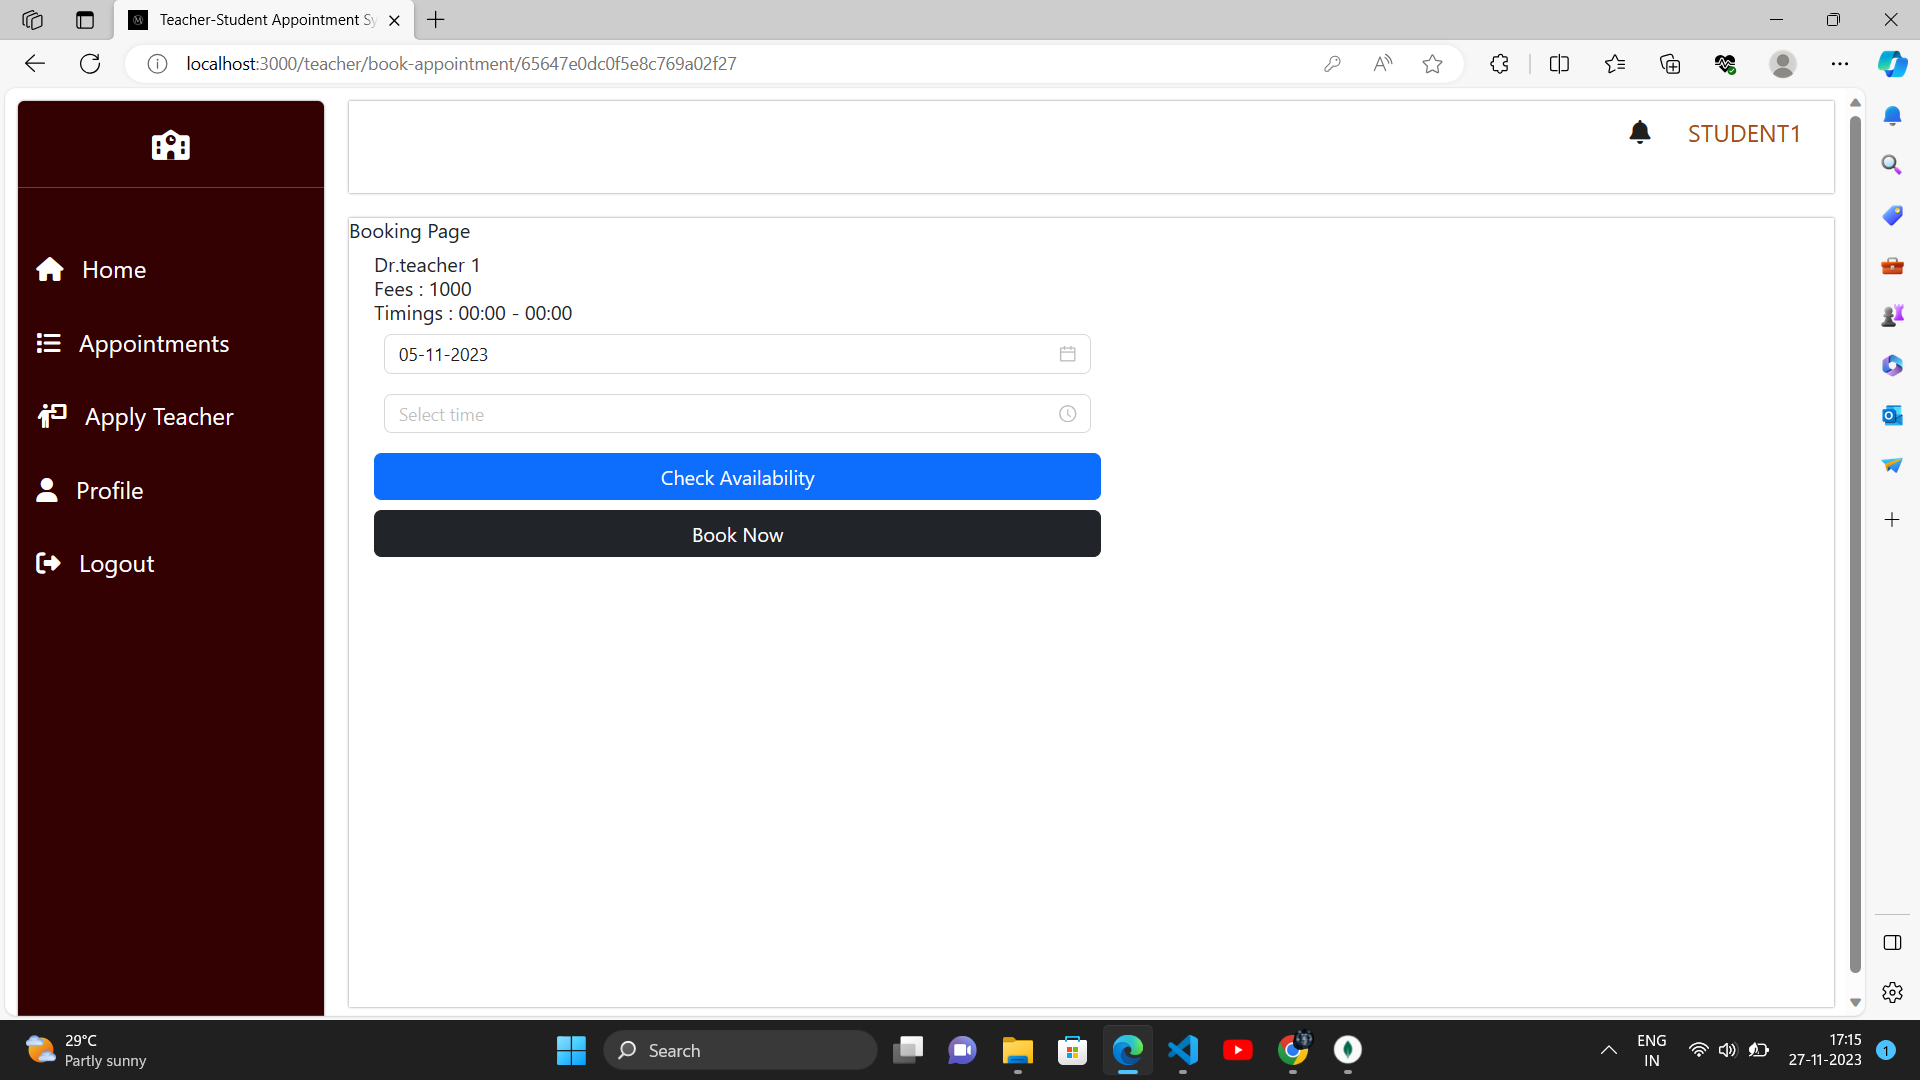 Teacher-Student Appointment Sy
localhost:3000/teacher/book-appointment/65647e0dc0f5e8c769a02f27
STUDENT1
Home
Appointments
Apply Teacher
Profile
Logout
Booking Page
Dr.teacher 1
Fees : 1000
Timings : 00:00 - 00:00
05-11-2023
Select time
Check Availability
Book Now
29°C
Partly sunny
Search
ENG
IN
17:15
27-11-2023
1